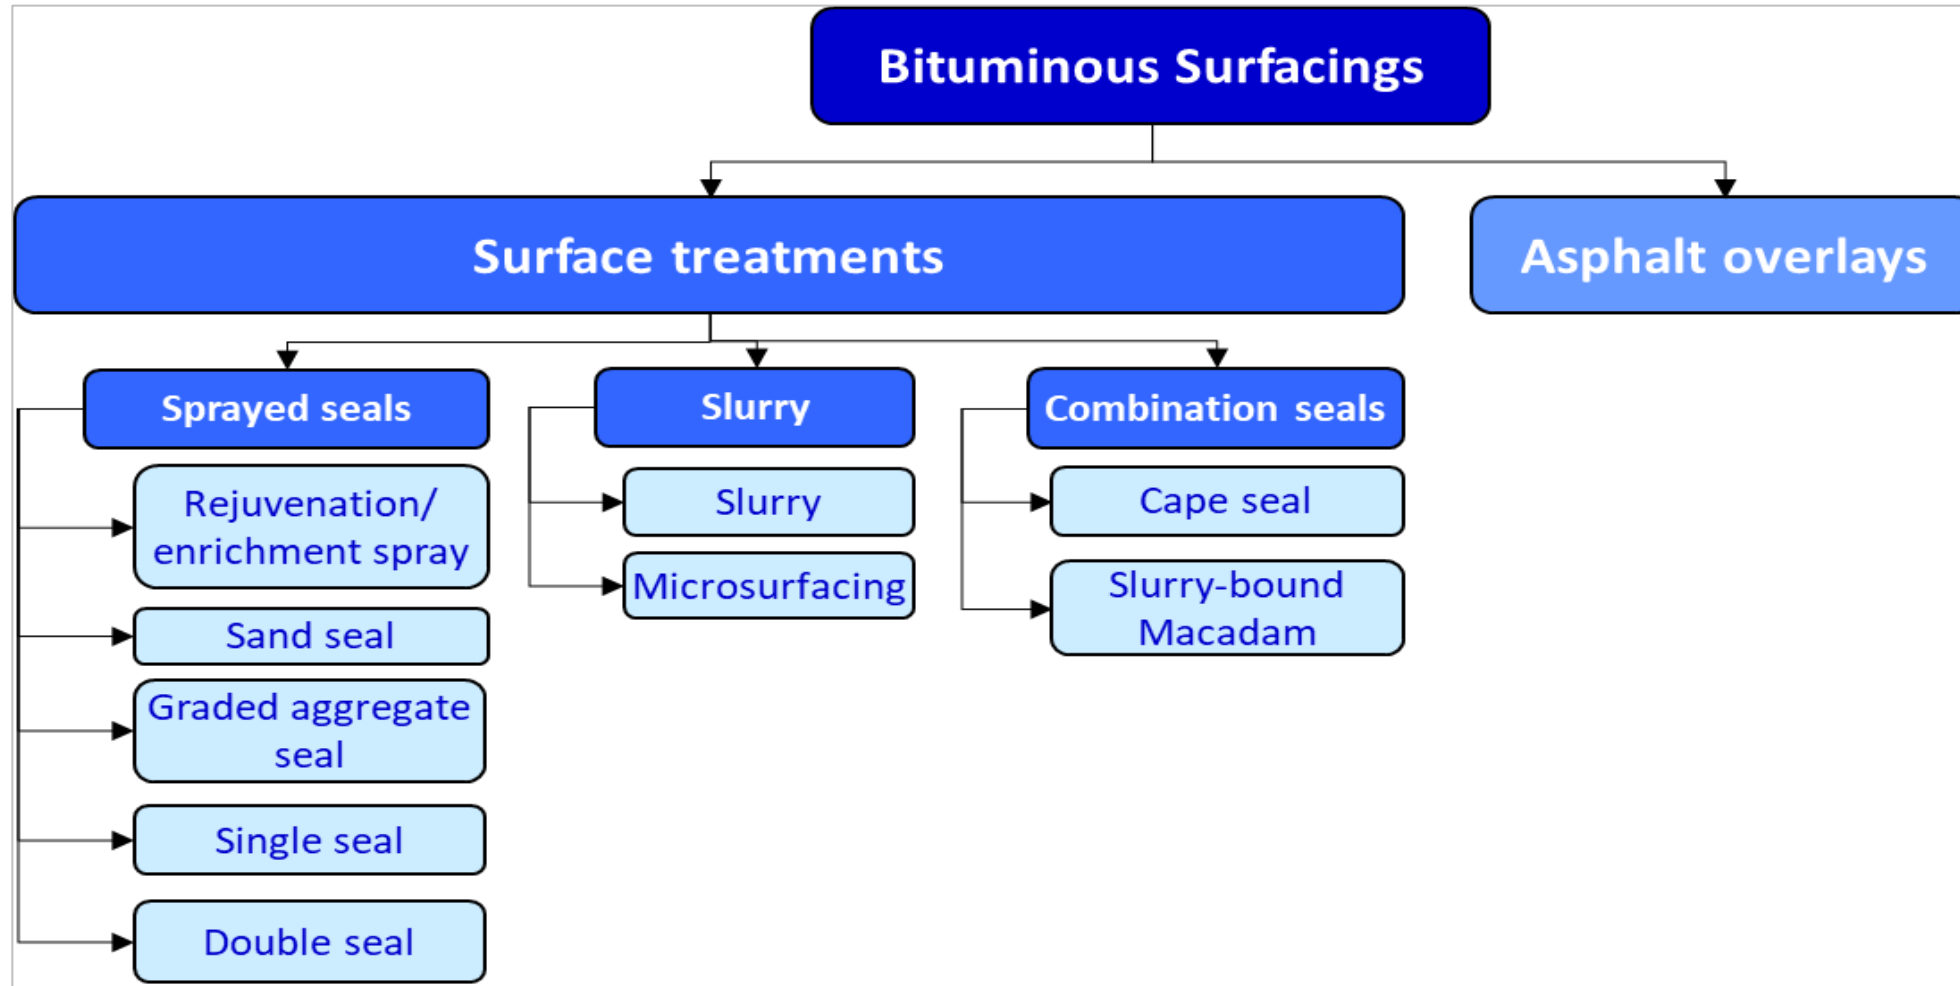 Bituminous Surfacings
Surface treatments
Asphalt overlays
Sprayed seals
Slurry
Combination seals
Rejuvenation/
enrichment spray
Sand seal
Graded aggregate
seal
Single seal
Double seal
Slurry
Microsurfacing
Cape seal
Slurry-bound
Macadam